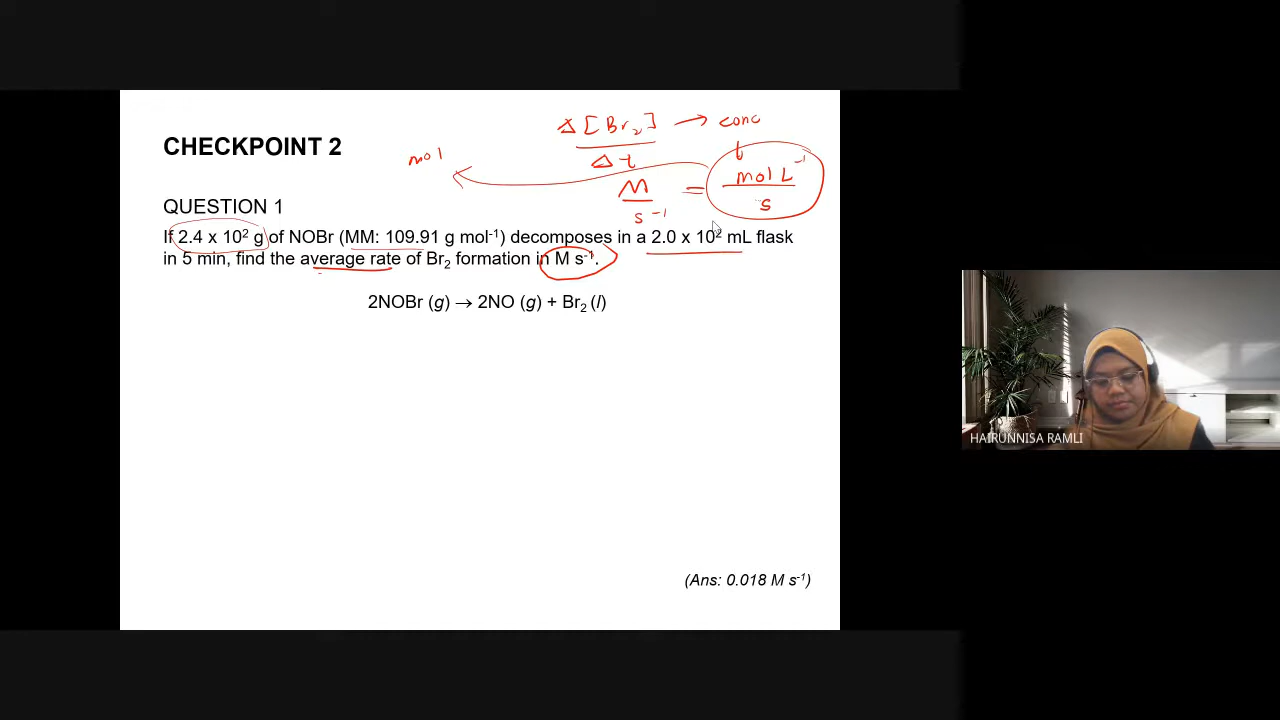 Δ[Br₂] → conc
Δt
mol
M = mol L⁻¹
s⁻¹ s
CHECKPOINT 2
QUESTION 1
If 2.4 x 10² g of NOBr (MM: 109.91 g mol⁻¹) decomposes in a 2.0 x 10² mL flask
in 5 min, find the average rate of Br₂ formation in M s⁻¹.
2NOBr (g) → 2NO (g) + Br₂ (l)
HAIRUNNISA RAMLI
(Ans: 0.018 M s⁻¹)